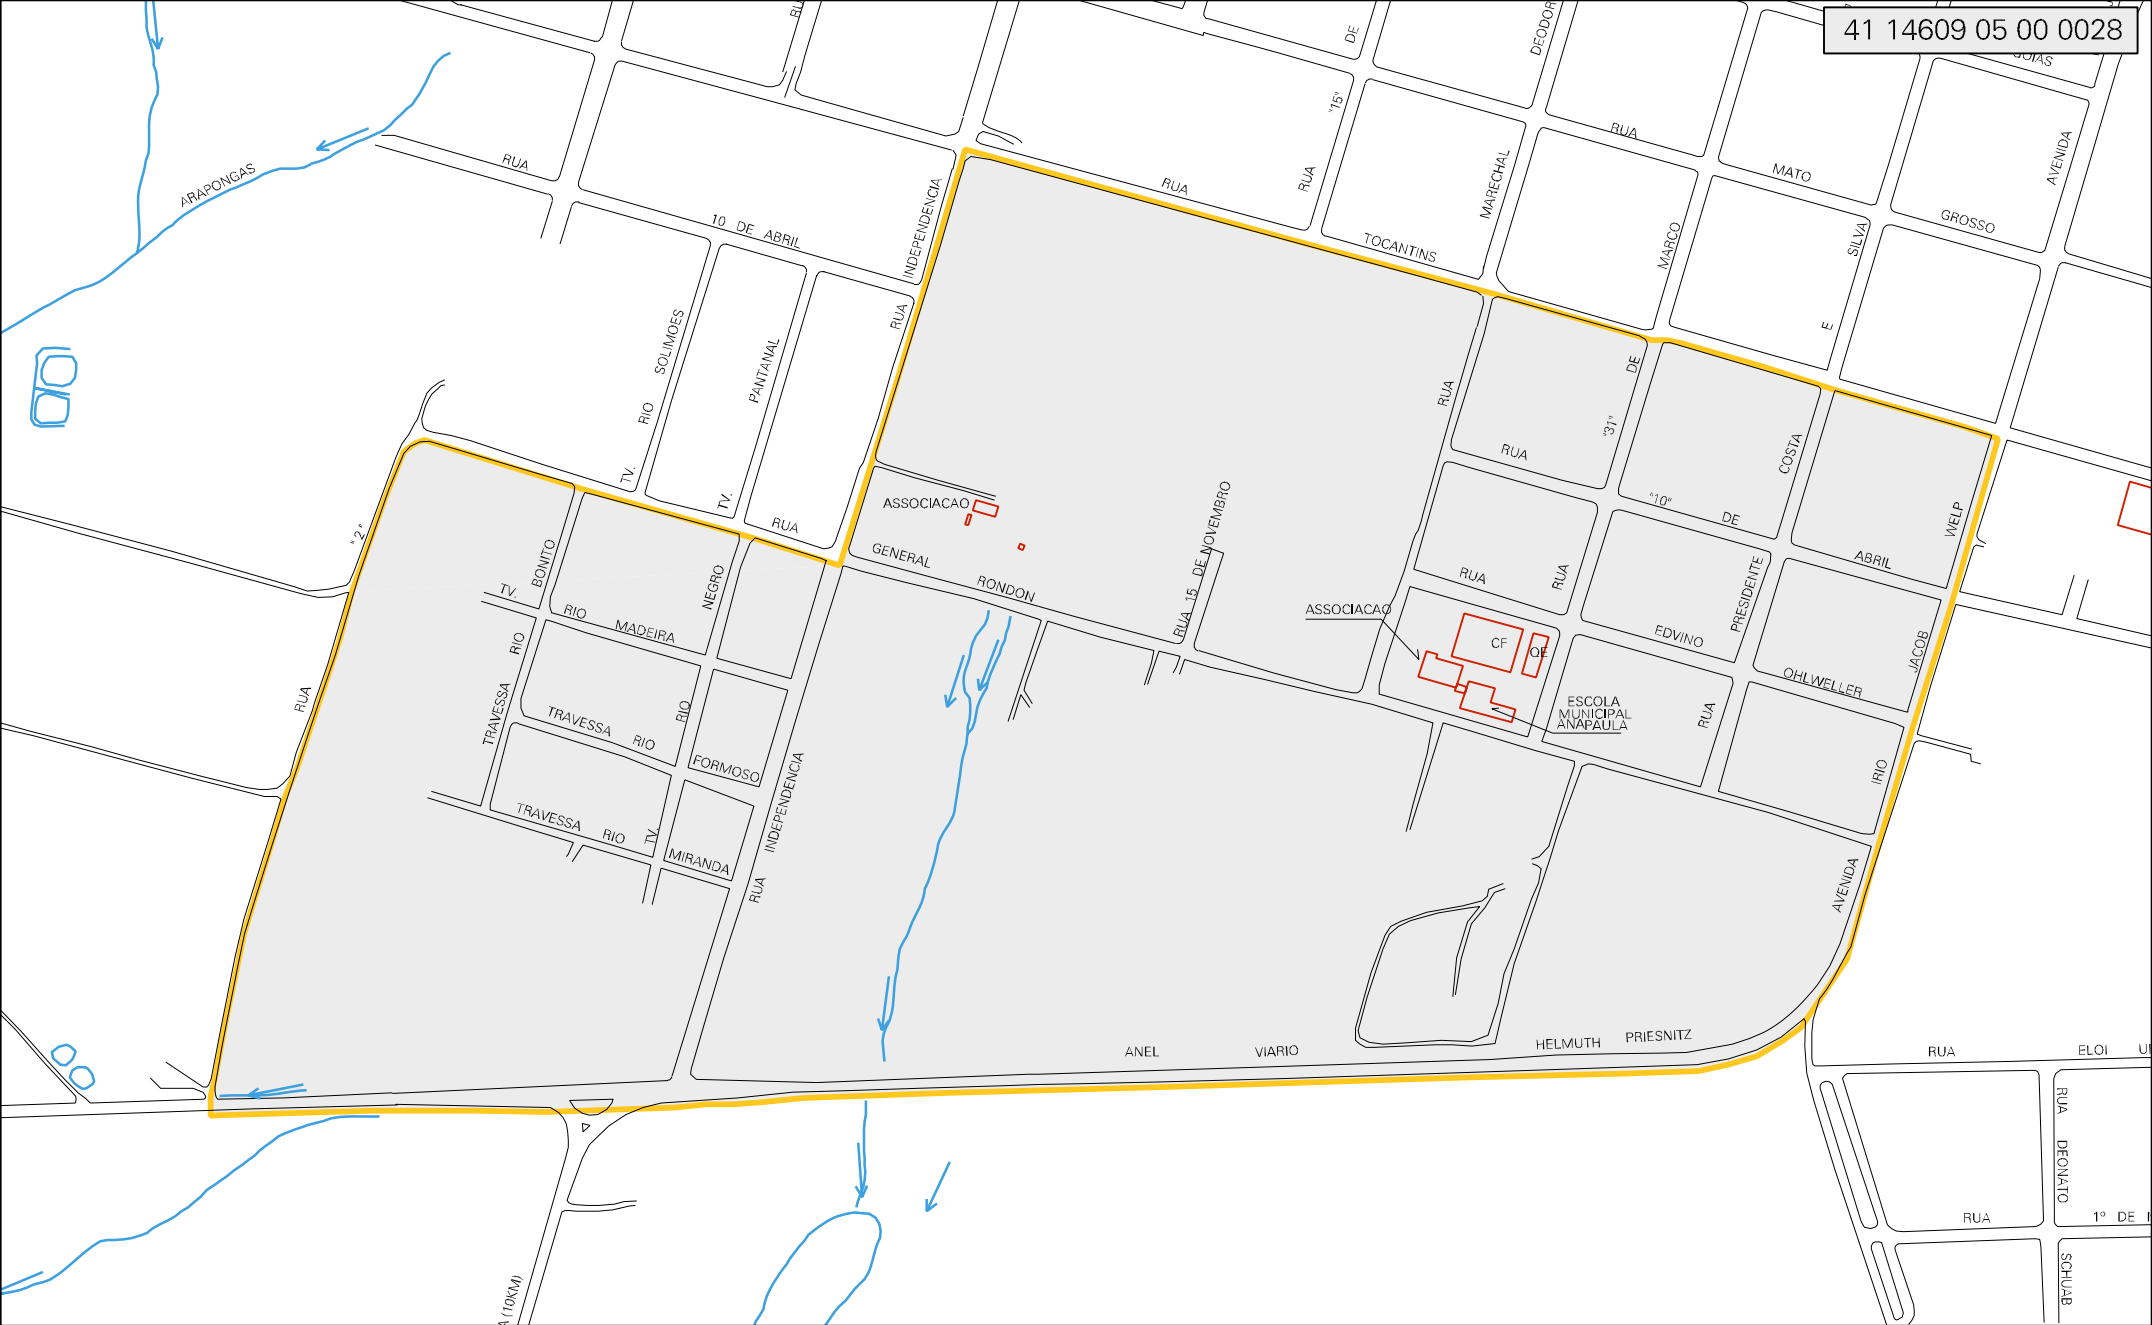 41 14609 05 00 0028
DE
DEODOR
GOIAS
"15"
RUA
RUA
ARAPONGAS
RUA
RUA
MARECHAL
MATO
AVENIDA
GROSSO
INDEPENDENCIA
10 DE ABRIL
TOCANTINS
MARCO
SILVA
RUA
E
SOLIMOES
PANTANAL
DE
RIO
RUA
"31"
COSTA
RUA
TV.
TV.
RUA
ASSOCIACAO
"10"
DE
WELP
"2"
GENERAL
RONDON
RUA 15 DE NOVEMBRO
ABRIL
BONITO
NEGRO
TV.
RIO
MADEIRA
RUA
RUA
PRESIDENTE
ASSOCIACAO
EDVINO
CF
QE
JACOB
OHLWELLER
RIO
TRAVESSA
RUA
TRAVESSA
RIO
RIO
ESCOLA
MUNICIPAL
ANAPAULA
RUA
FORMOSO
INDEPENDENCIA
IRIO
TRAVESSA
RIO
TV.
MIRANDA
RUA
AVENIDA
ANEL VIARIO HELMUTH PRIESNITZ
RUA ELOI
RUA DEONATO
SCHUAB
RUA
1º DE
(10KM)